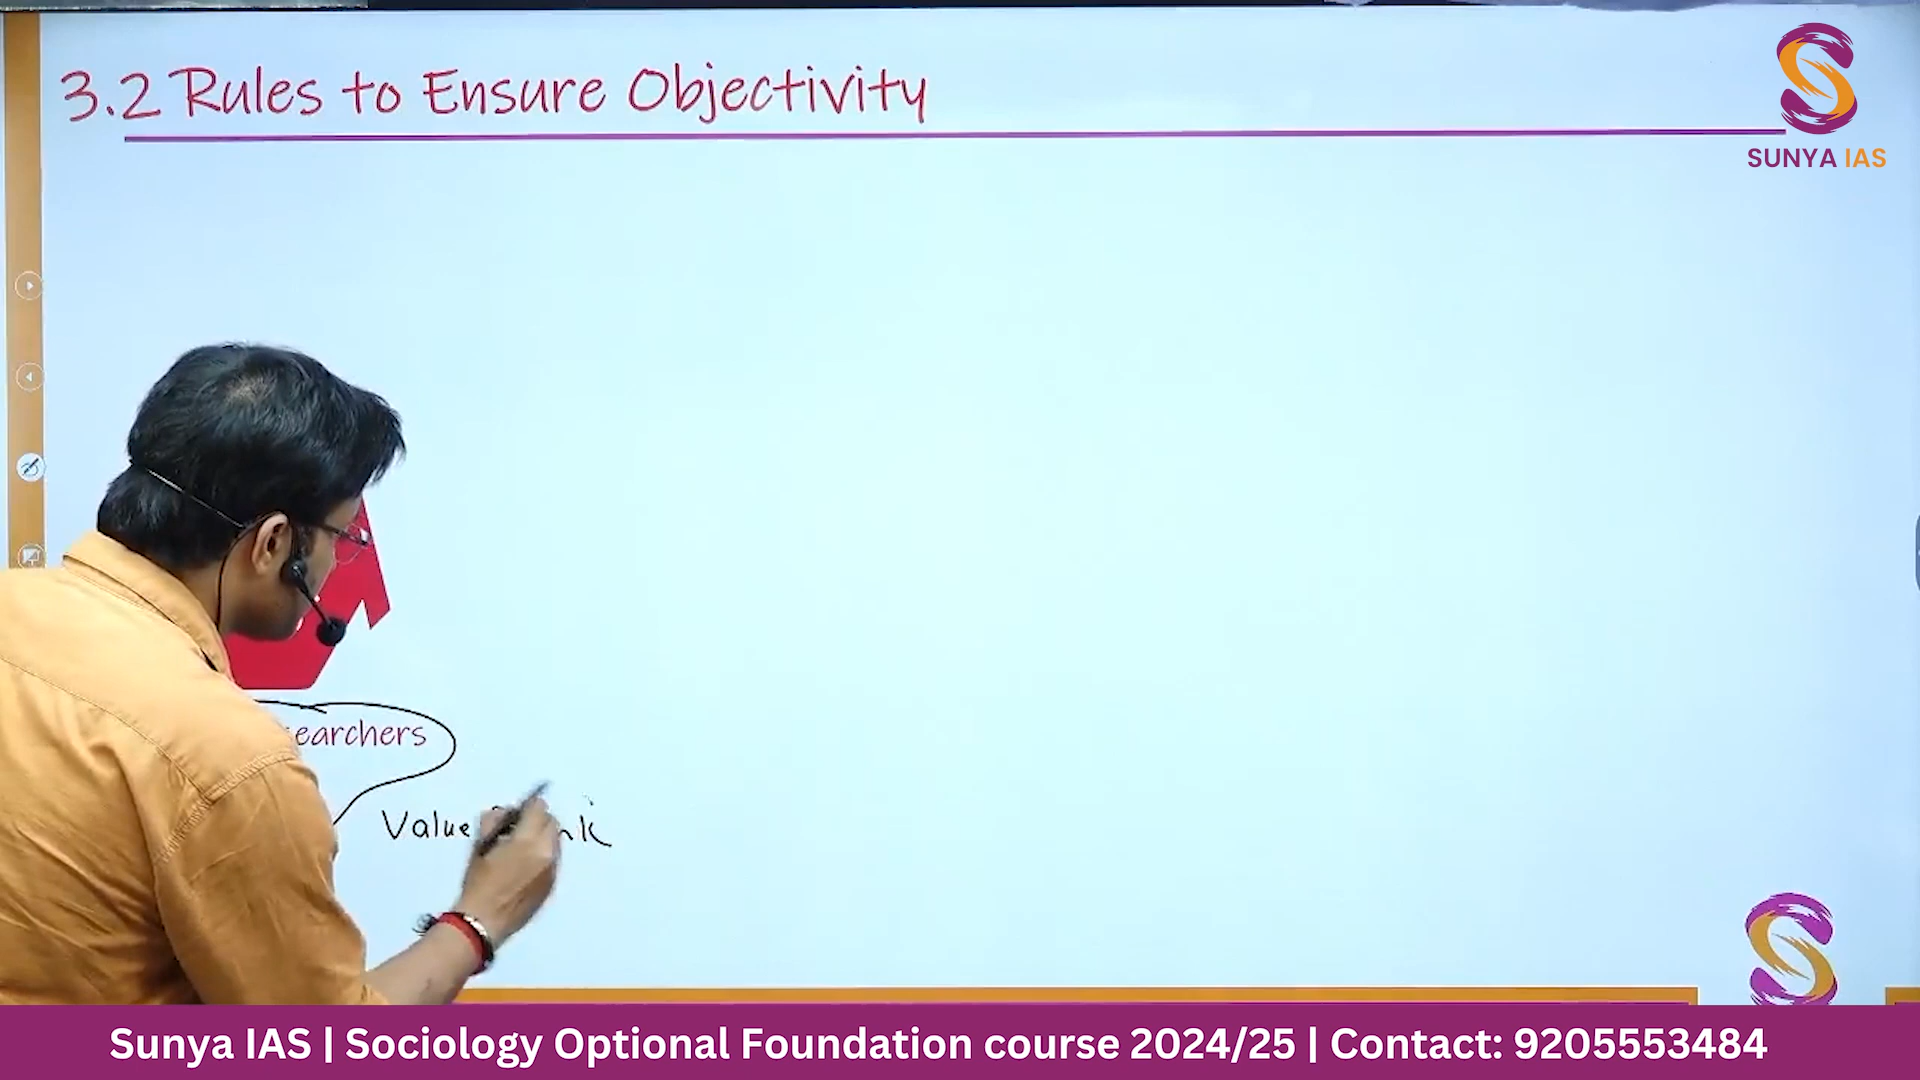 3.2 Rules to Ensure Objectivity
SUNYA IAS
earchers
Value
Sunya IAS | Sociology Optional Foundation course 2024/25 | Contact: 9205553484